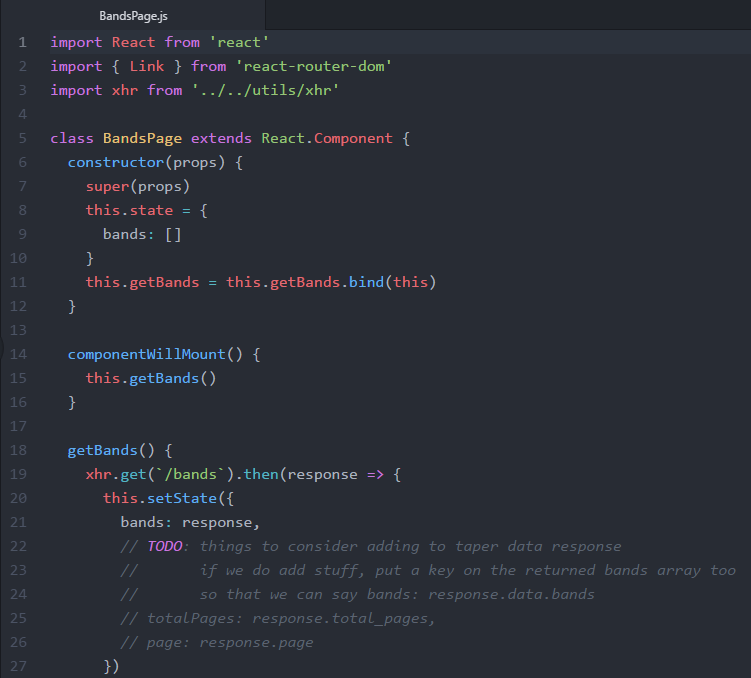 BandsPage.js
1 import React from 'react'
2 import { Link } from 'react-router-dom'
3 import xhr from '../../utils/xhr'
4
5 class BandsPage extends React.Component {
6   constructor(props) {
7     super(props)
8     this.state = {
9       bands: []
10     }
11     this.getBands = this.getBands.bind(this)
12   }
13
14   componentWillMount() {
15     this.getBands()
16   }
17
18   getBands() {
19     xhr.get(`/bands`).then(response => {
20       this.setState({
21         bands: response,
22         // TODO: things to consider adding to taper data response
23         //       if we do add stuff, put a key on the returned bands array too
24         //       so that we can say bands: response.data.bands
25         // totalPages: response.total_pages,
26         // page: response.page
27       })